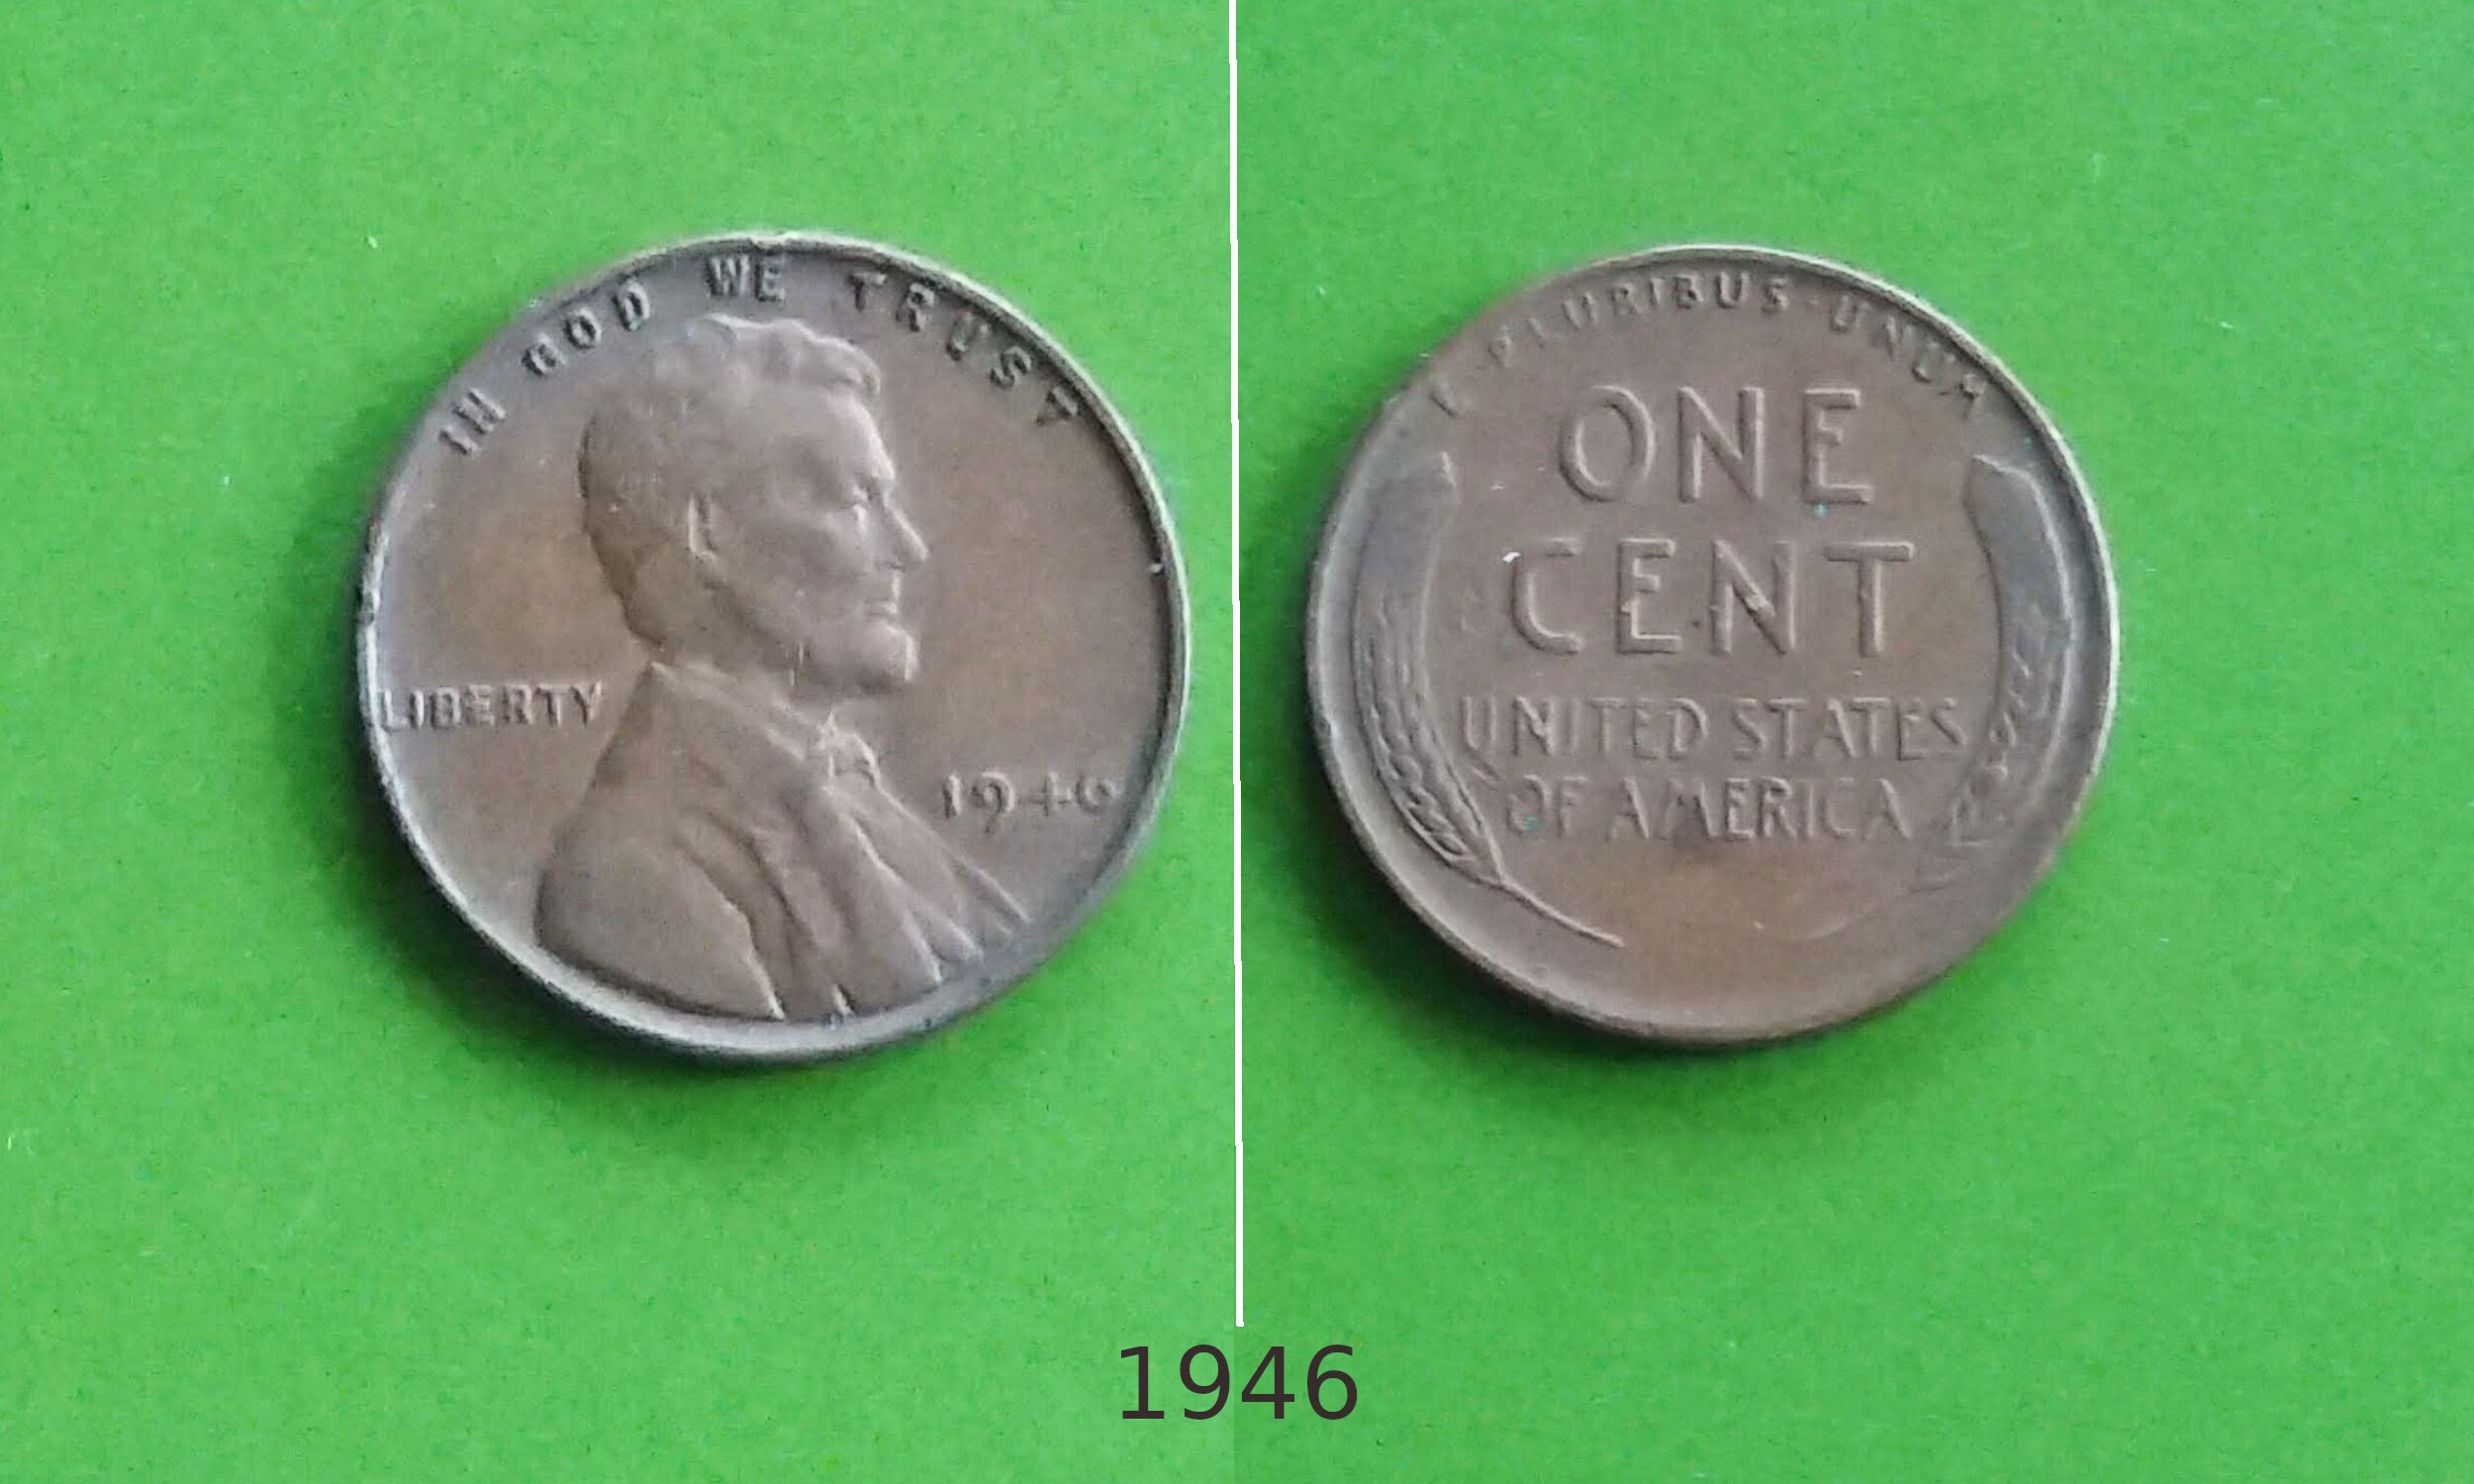 IN GOD WE TRUST
LIBERTY
1946
E·PLURIBUS·UNUM
ONE
CENT
UNITED STATES
OF AMERICA
1946